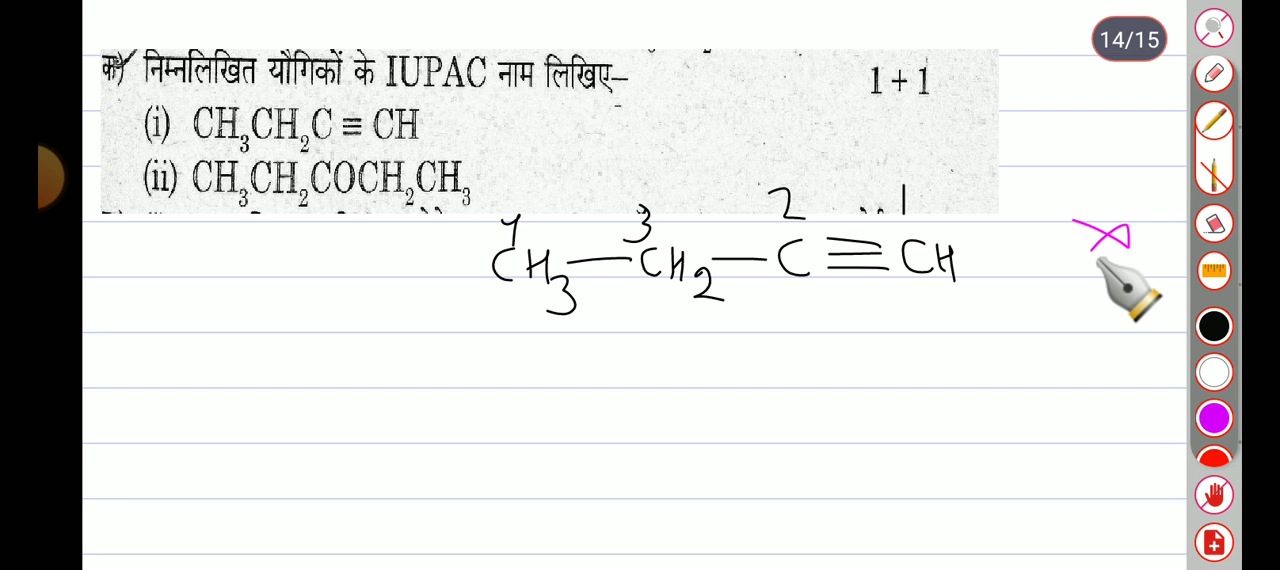 14/15
क) निम्नलिखित यौगिकों के IUPAC नाम लिखिए– 1 + 1
(i) CH₃CH₂C ≡ CH
(ii) CH₃CH₂COCH₂CH₃
4 3 2 1
CH₃—CH₂—C≡CH